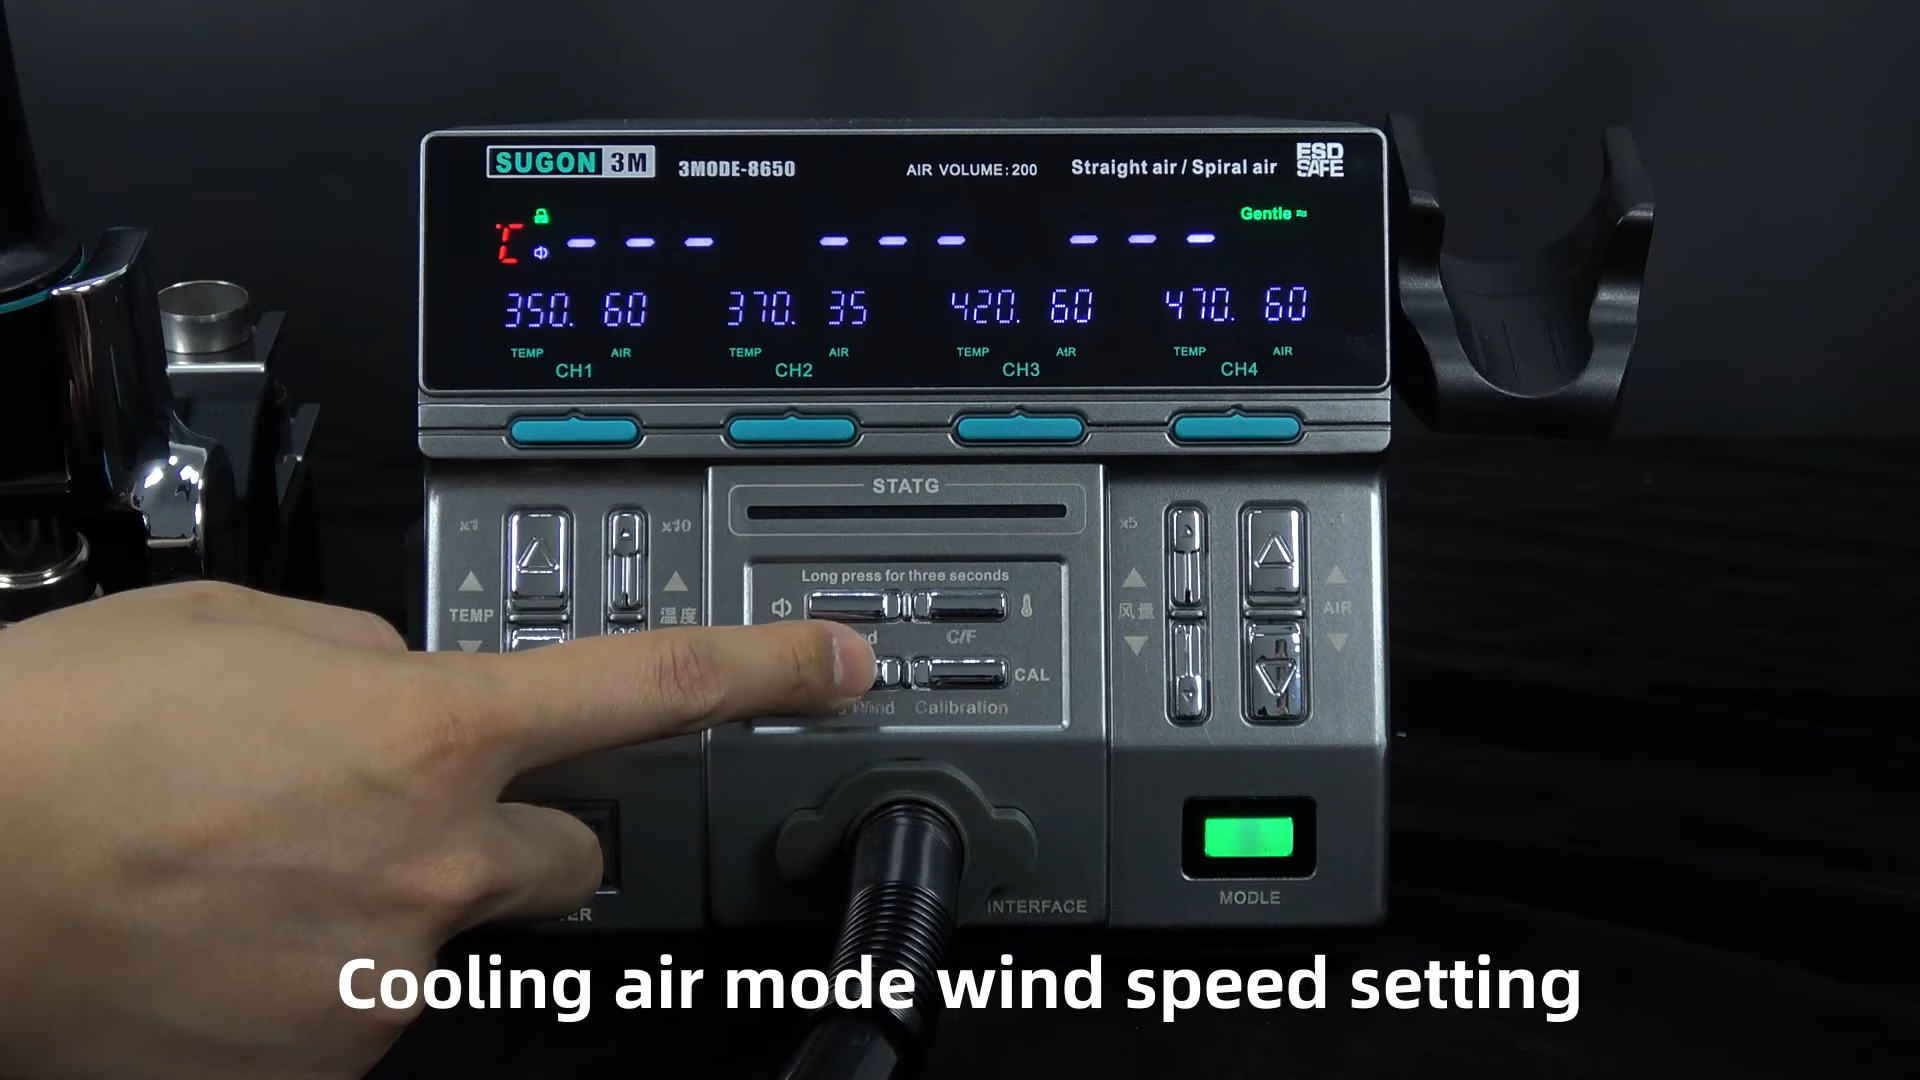 SUGON 3M 3MODE-8650 AIR VOLUME: 200 Straight air / Spiral air ESD SAFE
Gentle ≈
--- --- ---
350. 60 370. 35 420. 60 470. 60
TEMP AIR TEMP AIR TEMP AIR TEMP AIR
CH1 CH2 CH3 CH4
STATG
x1 x10 x5 x1
Long press for three seconds
TEMP 温度 风量 AIR
C/F
CAL
Wind Calibration
INTERFACE
MODLE
Cooling air mode wind speed setting